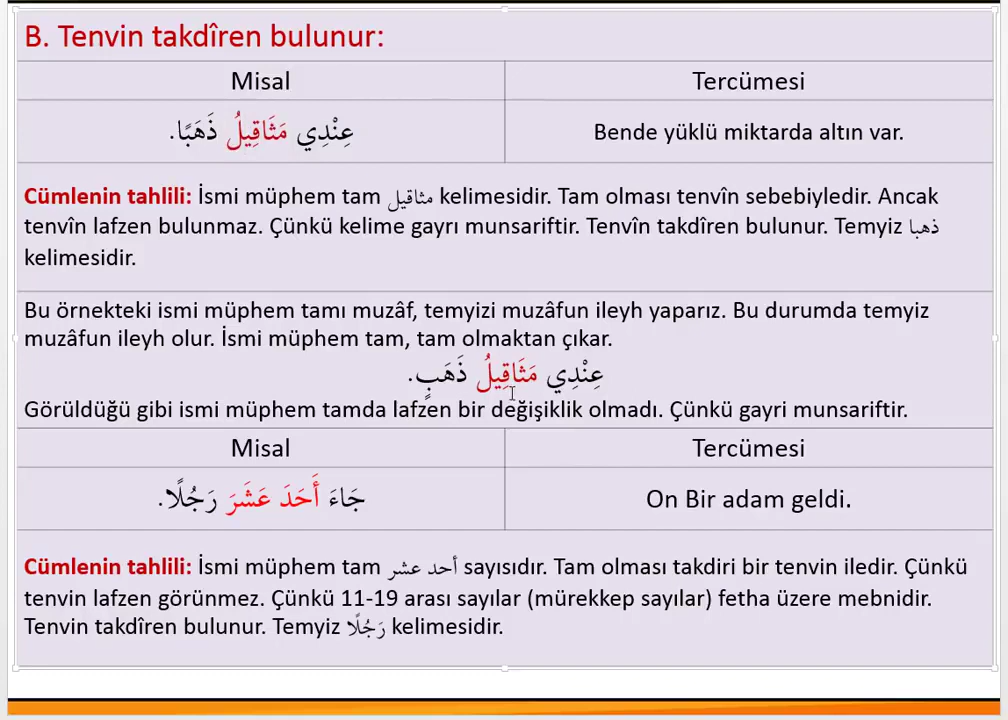 B. Tenvin takdîren bulunur:
Misal
Tercümesi
عِنْدِي مَثَاقِيلُ ذَهَبًا.
Bende yüklü miktarda altın var.
Cümlenin tahlili: İsmi müphem tam مثاقيل kelimesidir. Tam olması tenvîn sebebiyledir. Ancak
tenvîn lafzen bulunmaz. Çünkü kelime gayrı munsariftir. Tenvîn takdîren bulunur. Temyiz ذهبا
kelimesidir.
Bu örnekteki ismi müphem tamı muzâf, temyizi muzâfun ileyh yaparız. Bu durumda temyiz
muzâfun ileyh olur. İsmi müphem tam, tam olmaktan çıkar.
عِنْدِي مَثَاقِيلُ ذَهَبٍ.
Görüldüğü gibi ismi müphem tamda lafzen bir değişiklik olmadı. Çünkü gayri munsariftir.
Misal
Tercümesi
جَاءَ أَحَدَ عَشَرَ رَجُلًا.
On Bir adam geldi.
Cümlenin tahlili: İsmi müphem tam أحد عشر sayısıdır. Tam olması takdiri bir tenvin iledir. Çünkü
tenvin lafzen görünmez. Çünkü 11-19 arası sayılar (mürekkep sayılar) fetha üzere mebnidir.
Tenvin takdîren bulunur. Temyiz رَجُلًا kelimesidir.